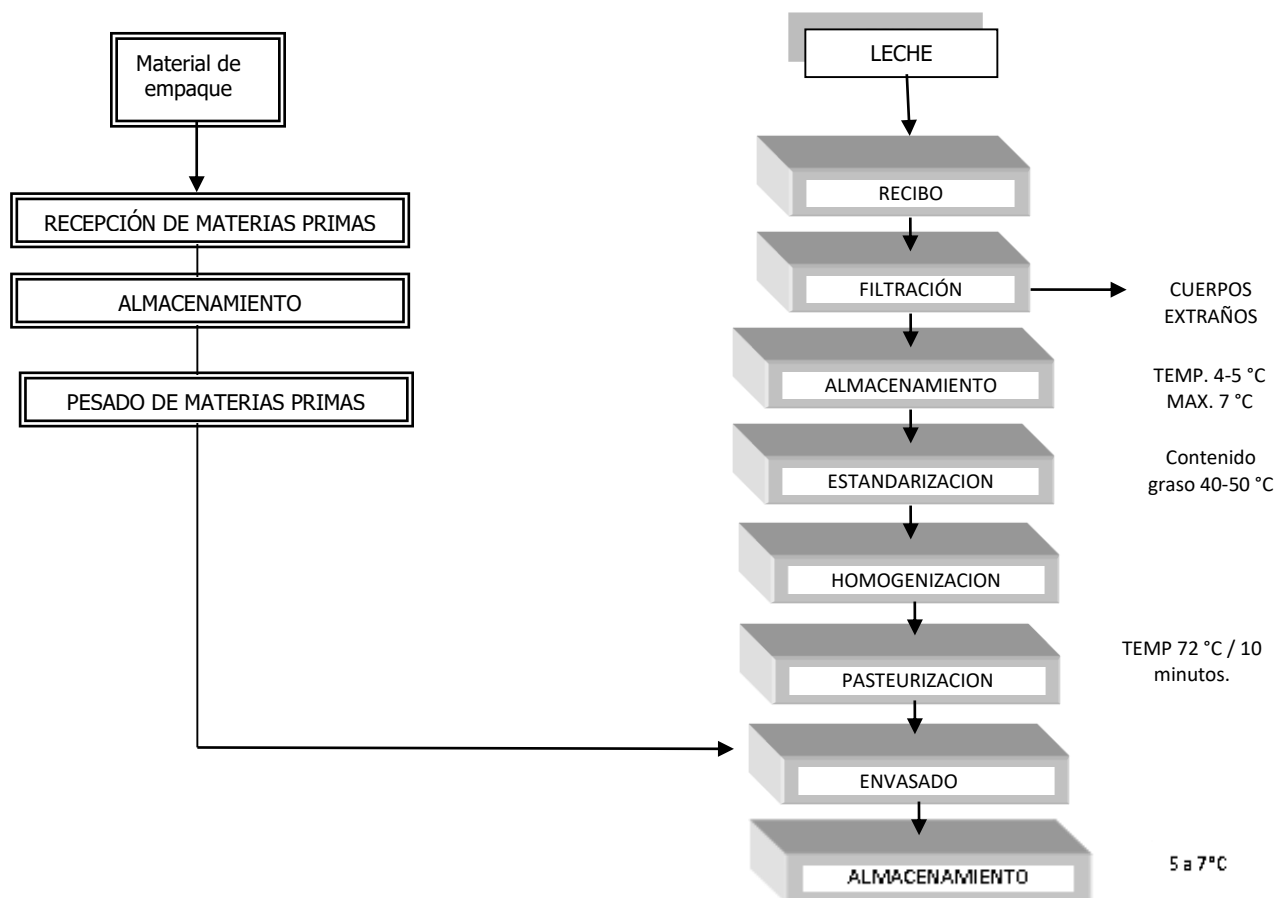 Material de
empaque
RECEPCIÓN DE MATERIAS PRIMAS
ALMACENAMIENTO
PESADO DE MATERIAS PRIMAS
LECHE
RECIBO
FILTRACIÓN
CUERPOS
EXTRAÑOS
ALMACENAMIENTO
TEMP. 4-5 °C
MAX. 7 °C
ESTANDARIZACION
Contenido
graso 40-50 °C
HOMOGENIZACION
PASTEURIZACION
TEMP 72 °C / 10
minutos.
ENVASADO
ALMACENAMIENTO
5 a 7°C